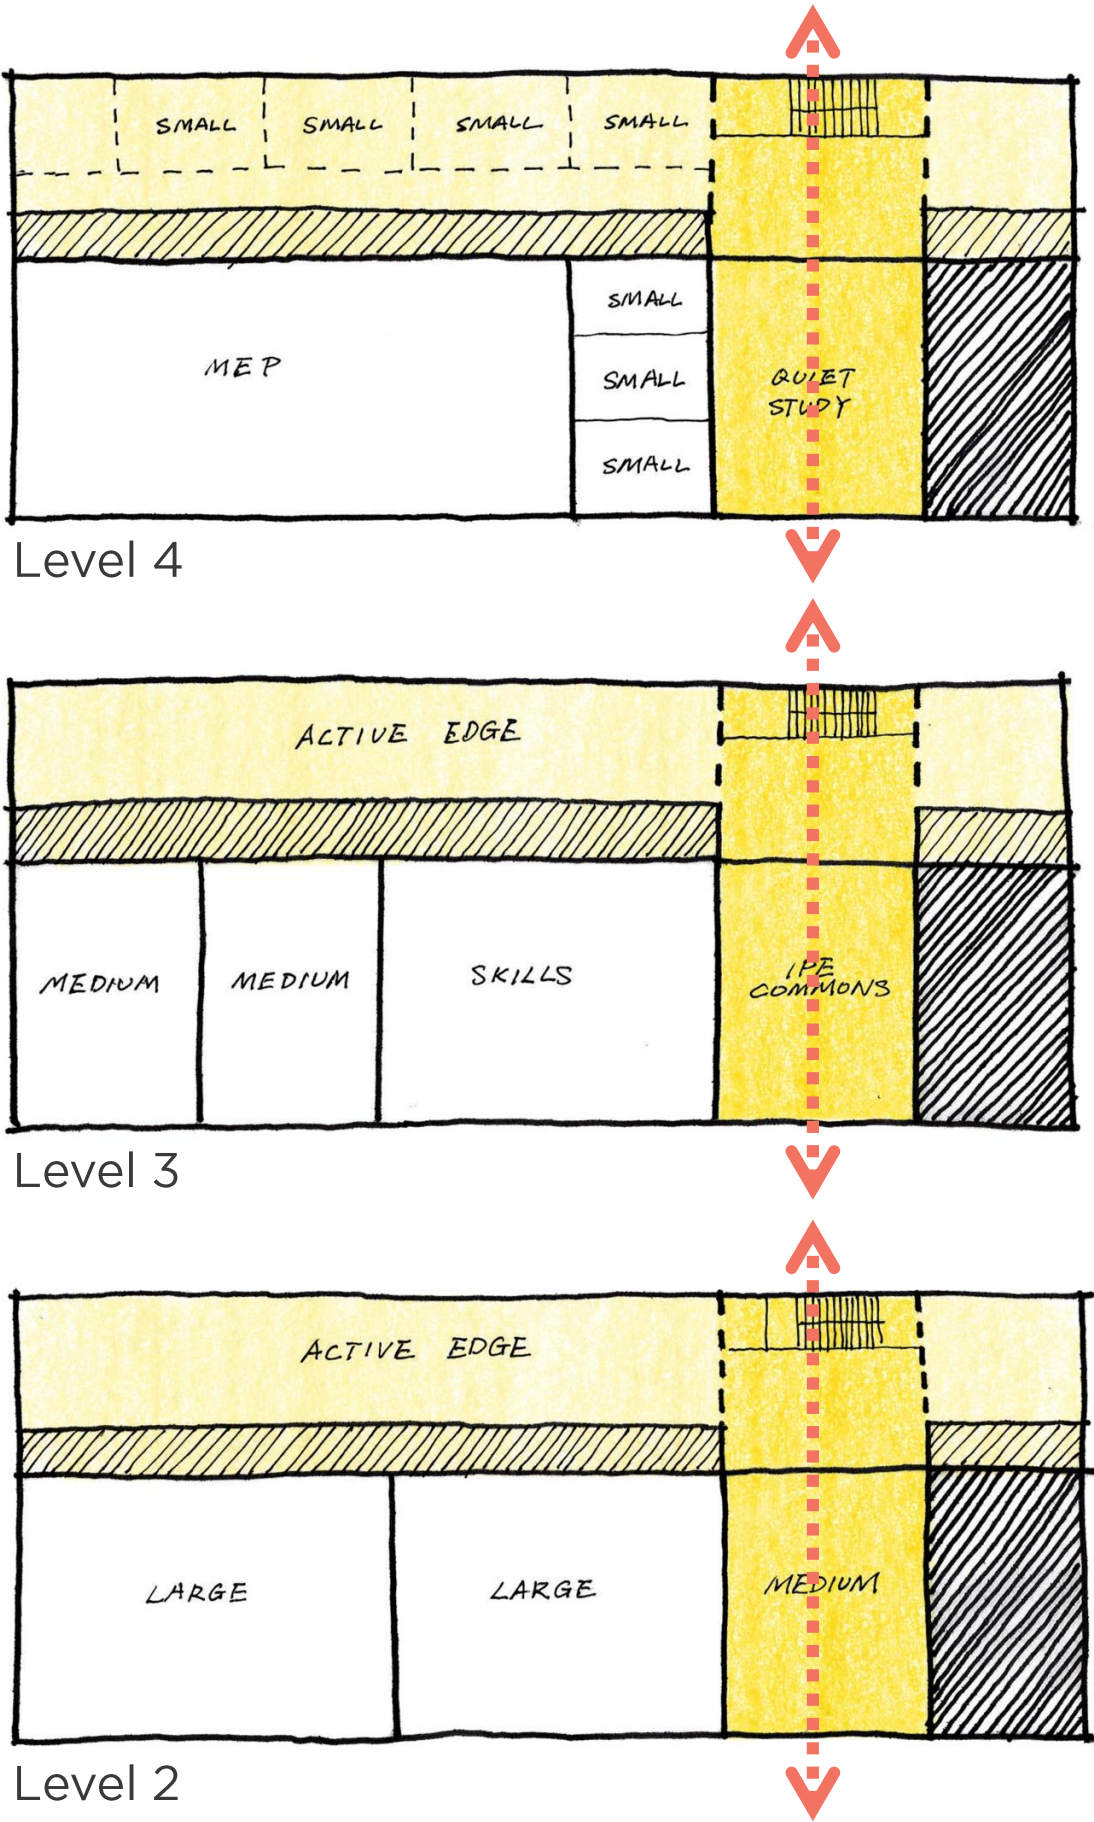 SMALL SMALL SMALL SMALL
SMALL
MEP
SMALL
QUIET
STUDY
SMALL
Level 4
ACTIVE EDGE
MEDIUM MEDIUM SKILLS
IPE
COMMONS
Level 3
ACTIVE EDGE
LARGE LARGE MEDIUM
Level 2